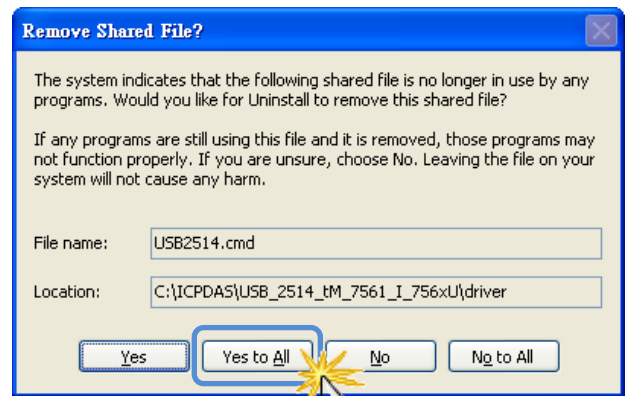 Remove Shared File?
The system indicates that the following shared file is no longer in use by any
programs. Would you like for Uninstall to remove this shared file?
If any programs are still using this file and it is removed, those programs may
not function properly. If you are unsure, choose No. Leaving the file on your
system will not cause any harm.
File name: USB2514.cmd
Location: C:\ICPDAS\USB_2514_tM_7561_I_756xU\driver
Yes Yes to All No No to All